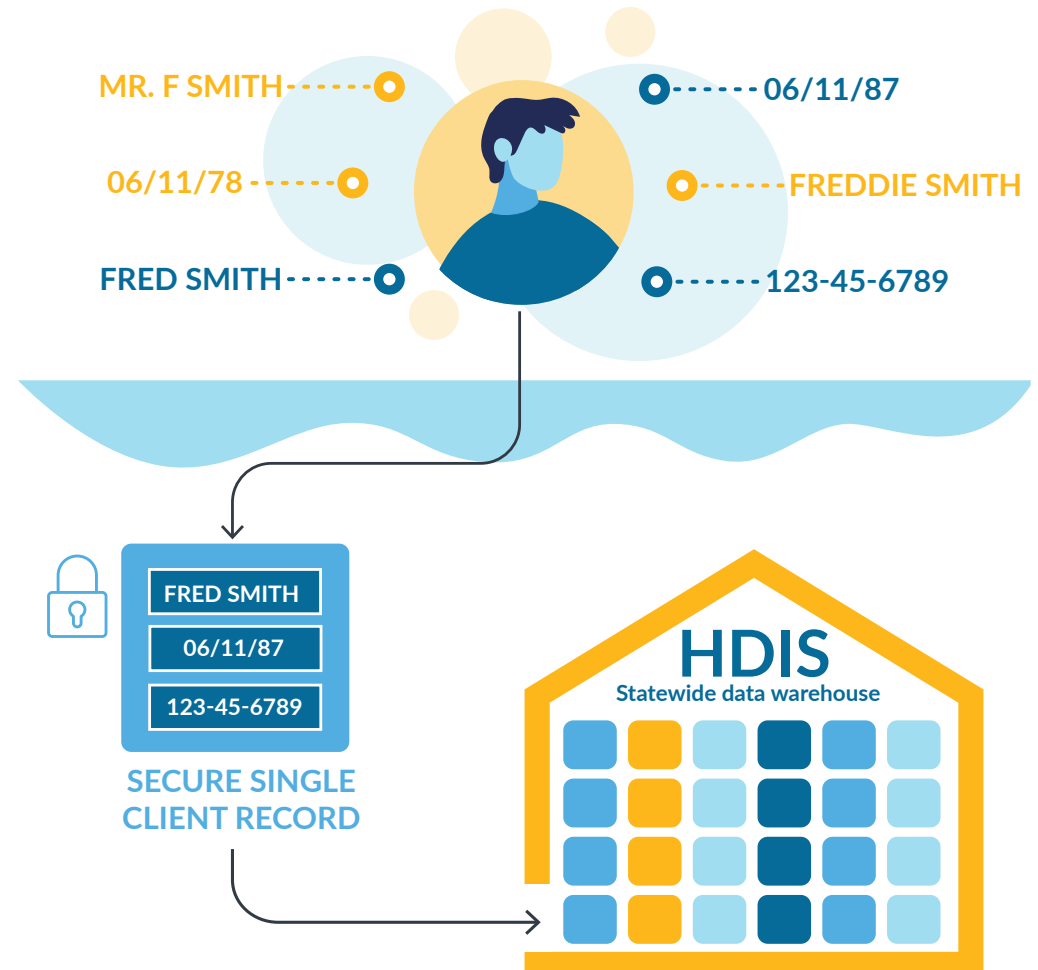 MR. F SMITH
06/11/87
06/11/78
FREDDIE SMITH
FRED SMITH
123-45-6789
FRED SMITH
06/11/87
123-45-6789
SECURE SINGLE
CLIENT RECORD
HDIS
Statewide data warehouse